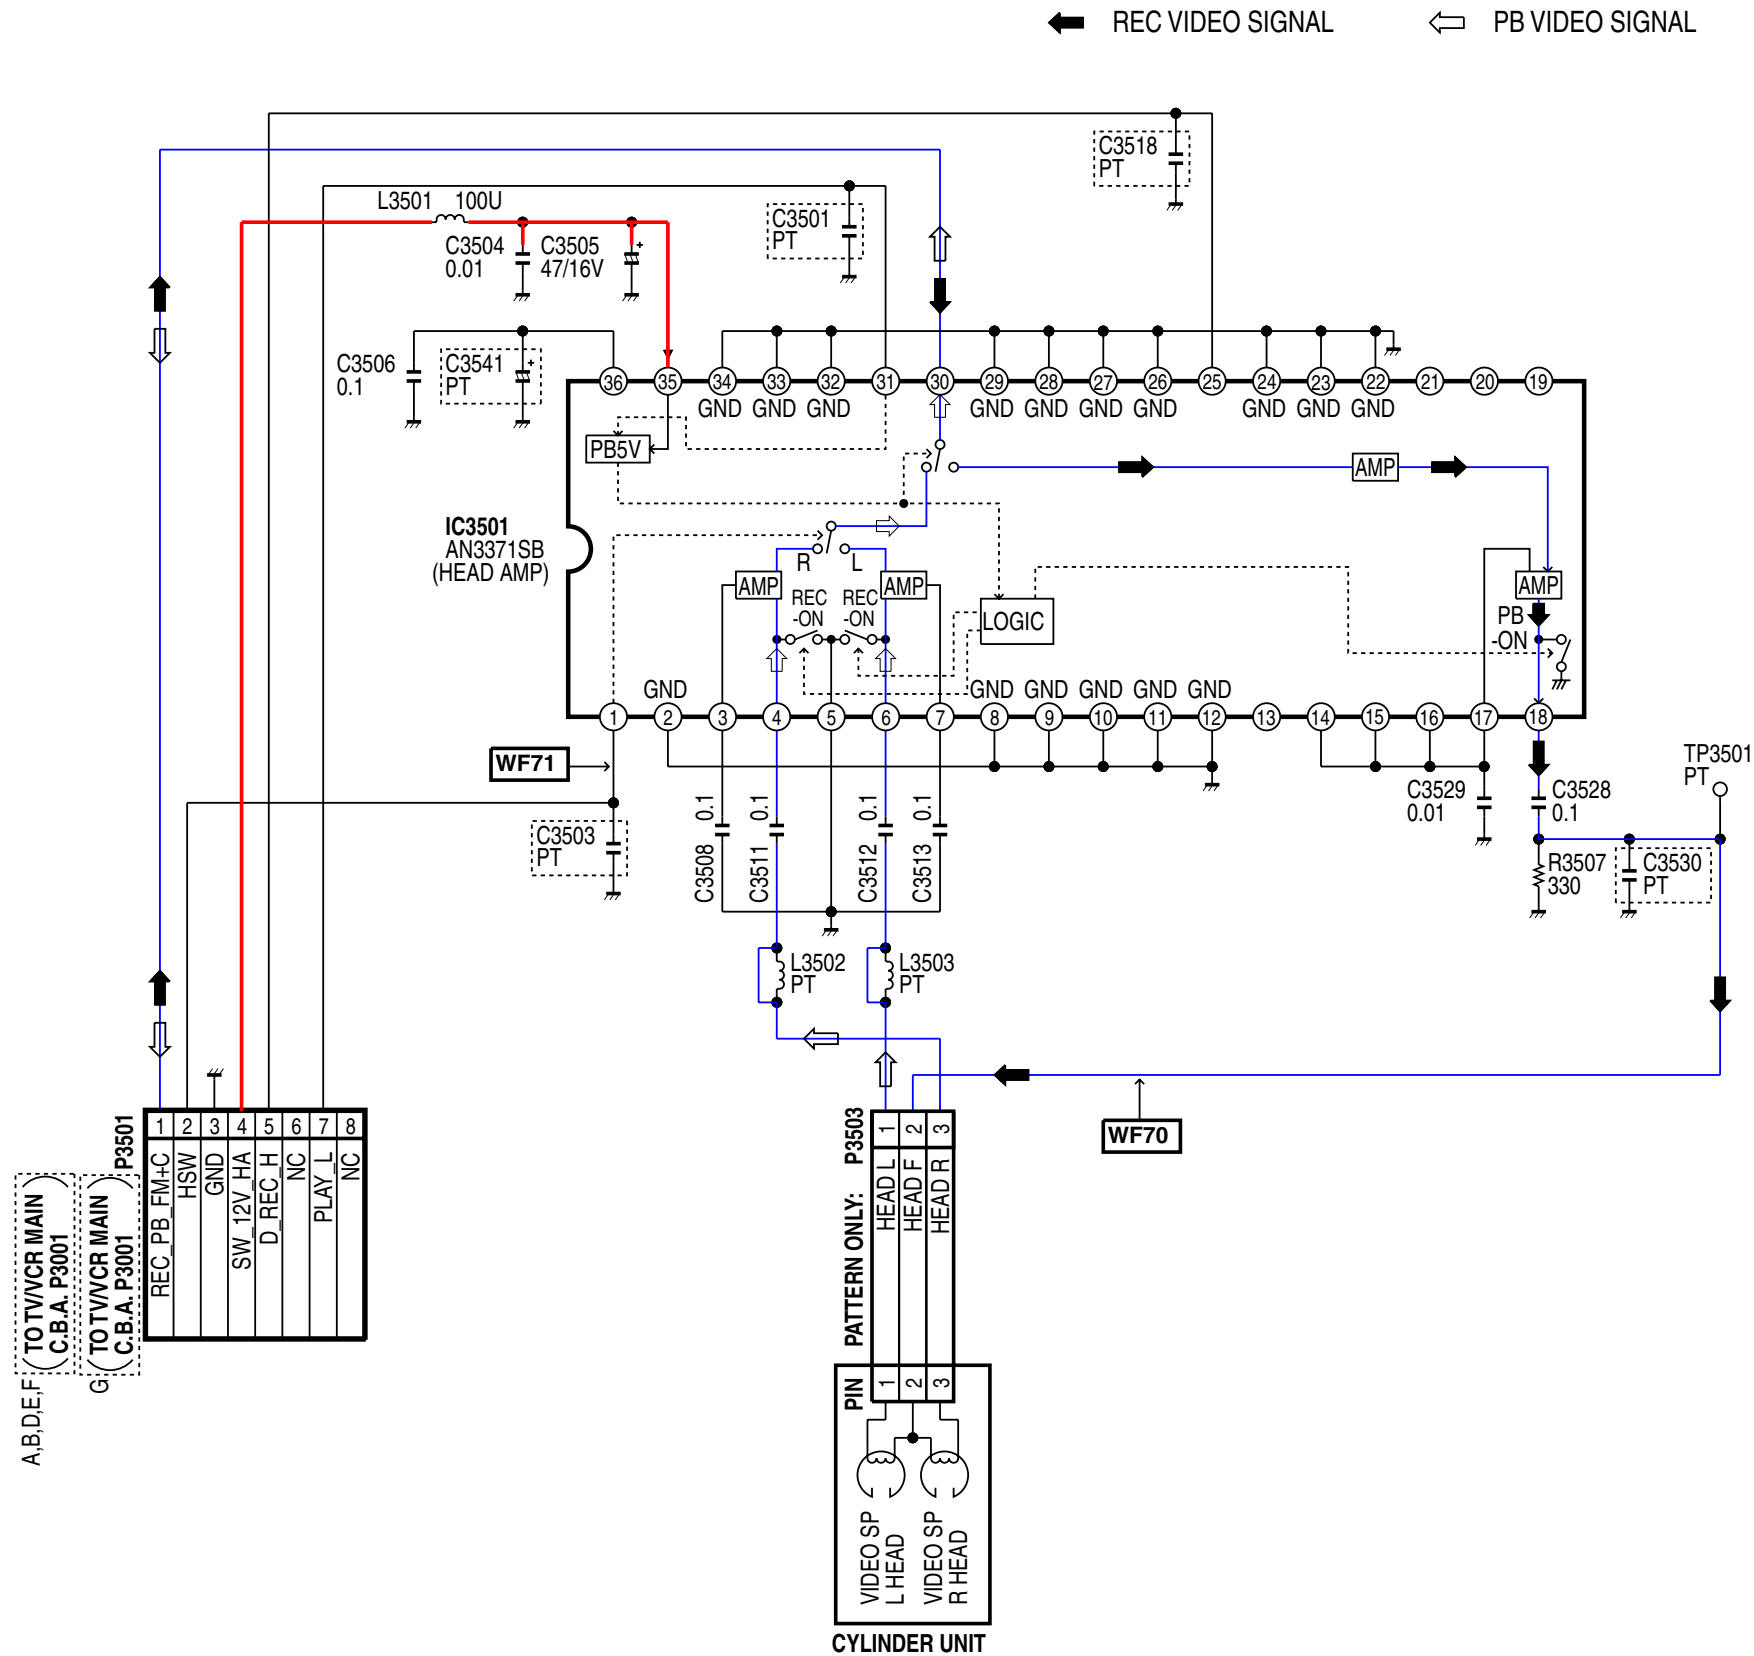 REC VIDEO SIGNAL
PB VIDEO SIGNAL
C3518
PT
L3501 100U
C3501
PT
C3504
0.01
C3505
47/16V
+
C3506
0.1
C3541
PT
+
36 35 34 33 32 31 30 29 28 27 26 25 24 23 22 21 20 19
GND GND GND GND GND GND GND GND GND GND
PB5V
AMP
IC3501
AN3371SB
(HEAD AMP)
R L
AMP
REC
-ON
REC
-ON
AMP
LOGIC
AMP
PB
-ON
GND
GND GND GND GND GND
1 2 3 4 5 6 7 8 9 10 11 12 13 14 15 16 17 18
WF71
C3503
PT
C3508 0.1
C3511 0.1
C3512 0.1
C3513 0.1
C3529
0.01
C3528
0.1
TP3501
PT
R3507
330
C3530
PT
L3502
PT
L3503
PT
WF70
P3501
1 2 3 4 5 6 7 8
REC_PB_FM+C
HSW
GND
SW_12V_HA
D_REC_H
NC
PLAY_L
NC
TO TV/VCR MAIN
C.B.A. P3001
A,B,D,E,F
TO TV/VCR MAIN
C.B.A. P3001
G
PATTERN ONLY: P3503
1 2 3
HEAD L
HEAD F
HEAD R
PIN
1 2 3
VIDEO SP
L HEAD
VIDEO SP
R HEAD
CYLINDER UNIT